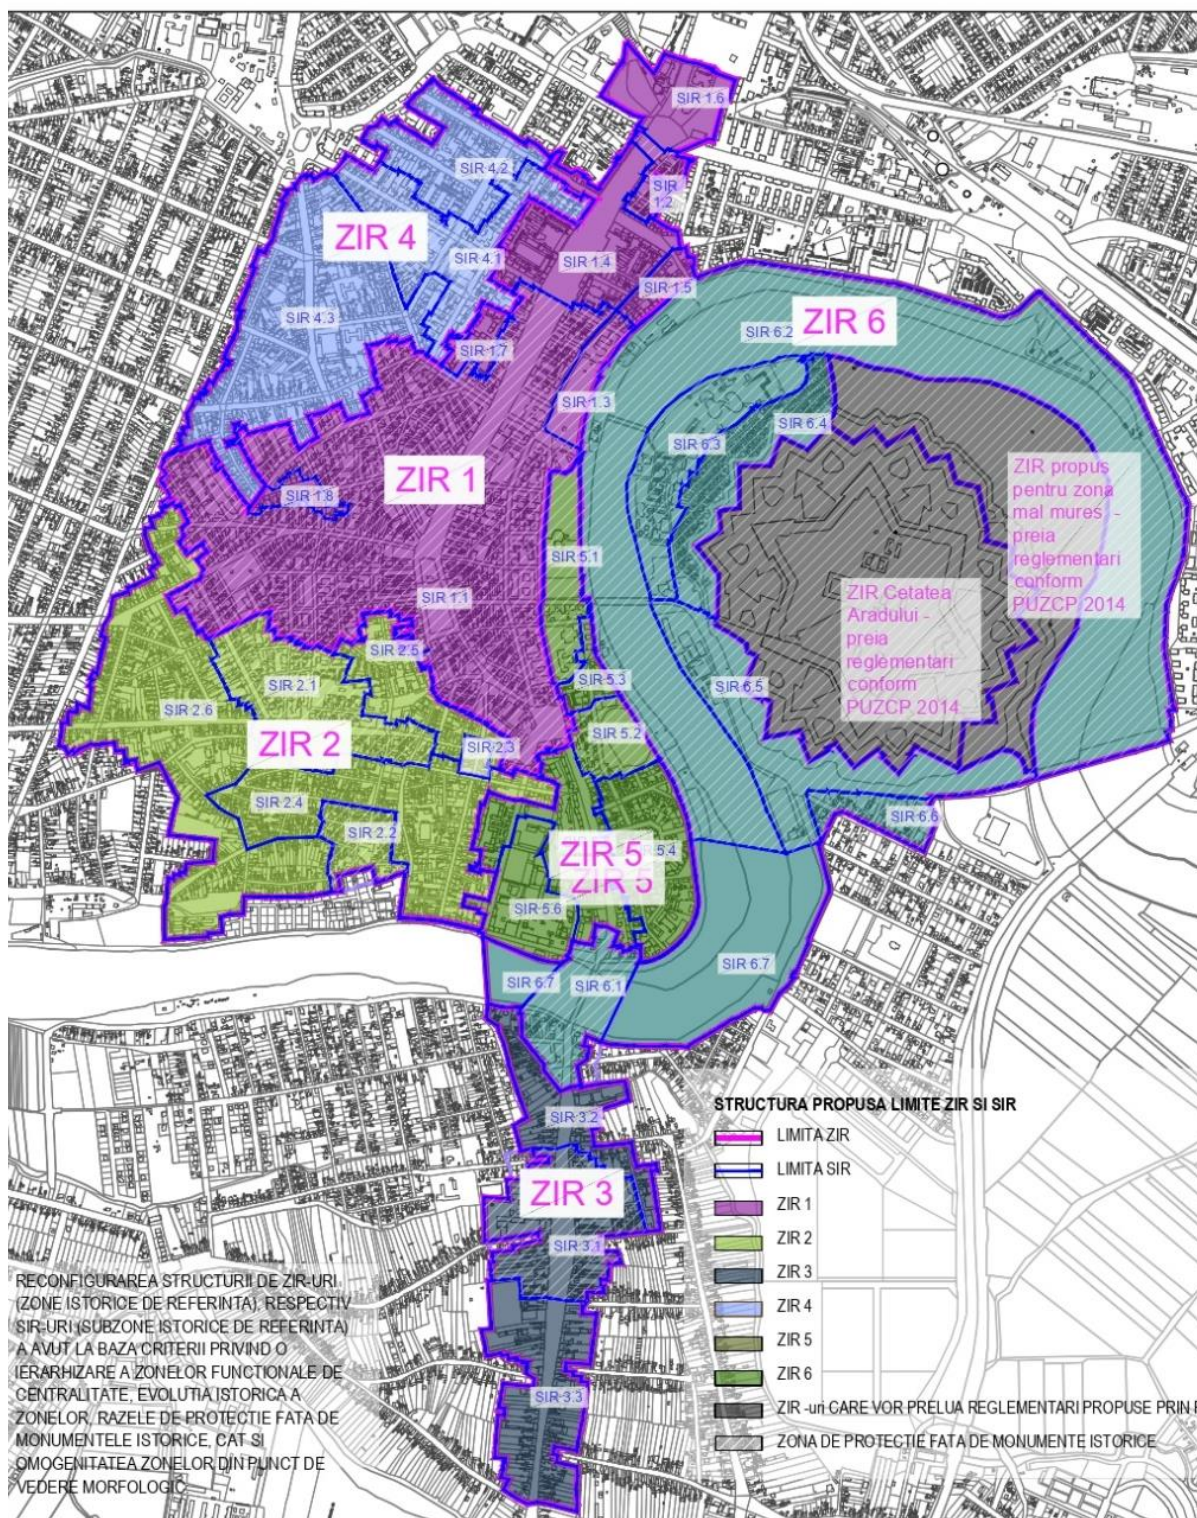 SIR 1.6
SIR 4.2
SIR
1.2
ZIR 4
SIR 4.1
SIR 1.4
SIR 1.5
SIR 4.3
SIR 6.2
ZIR 6
SIR 1.7
SIR 1.3
SIR 6.4
SIR 6.3
ZIR 1
ZIR propus
pentru zona
mal mures -
preia
reglementari
conform
PUZCP 2014
SIR 1.8
SIR 5.1
ZIR Cetatea
Aradului -
preia
reglementari
conform
PUZCP 2014
SIR 1.1
SIR 2.5
SIR 2.1
SIR 5.3
SIR 6.5
SIR 2.6
ZIR 2
SIR 2.3
SIR 5.2
SIR 2.4
SIR 2.2
SIR 6.6
ZIR 5
5.4
ZIR 5
SIR 5.6
SIR 6.7
SIR 6.7
SIR 6.1
SIR 3.2
ZIR 3
SIR 3.1
SIR 3.3
STRUCTURA PROPUSA LIMITE ZIR SI SIR
LIMITA ZIR
LIMITA SIR
ZIR 1
ZIR 2
ZIR 3
ZIR 4
ZIR 5
ZIR 6
ZIR -uri CARE VOR PRELUA REGLEMENTARI PROPUSE PRIN
ZONA DE PROTECTIE FATA DE MONUMENTE ISTORICE
RECONFIGURAREA STRUCTURII DE ZIR-URI
(ZONE ISTORICE DE REFERINTA), RESPECTIV
SIR-URI (SUBZONE ISTORICE DE REFERINTA)
A AVUT LA BAZA CRITERII PRIVIND O
IERARHIZARE A ZONELOR FUNCTIONALE DE
CENTRALITATE, EVOLUTIA ISTORICA A
ZONELOR, RAZELE DE PROTECTIE FATA DE
MONUMENTELE ISTORICE, CAT SI
OMOGENITATEA ZONELOR DIN PUNCT DE
VEDERE MORFOLOGIC